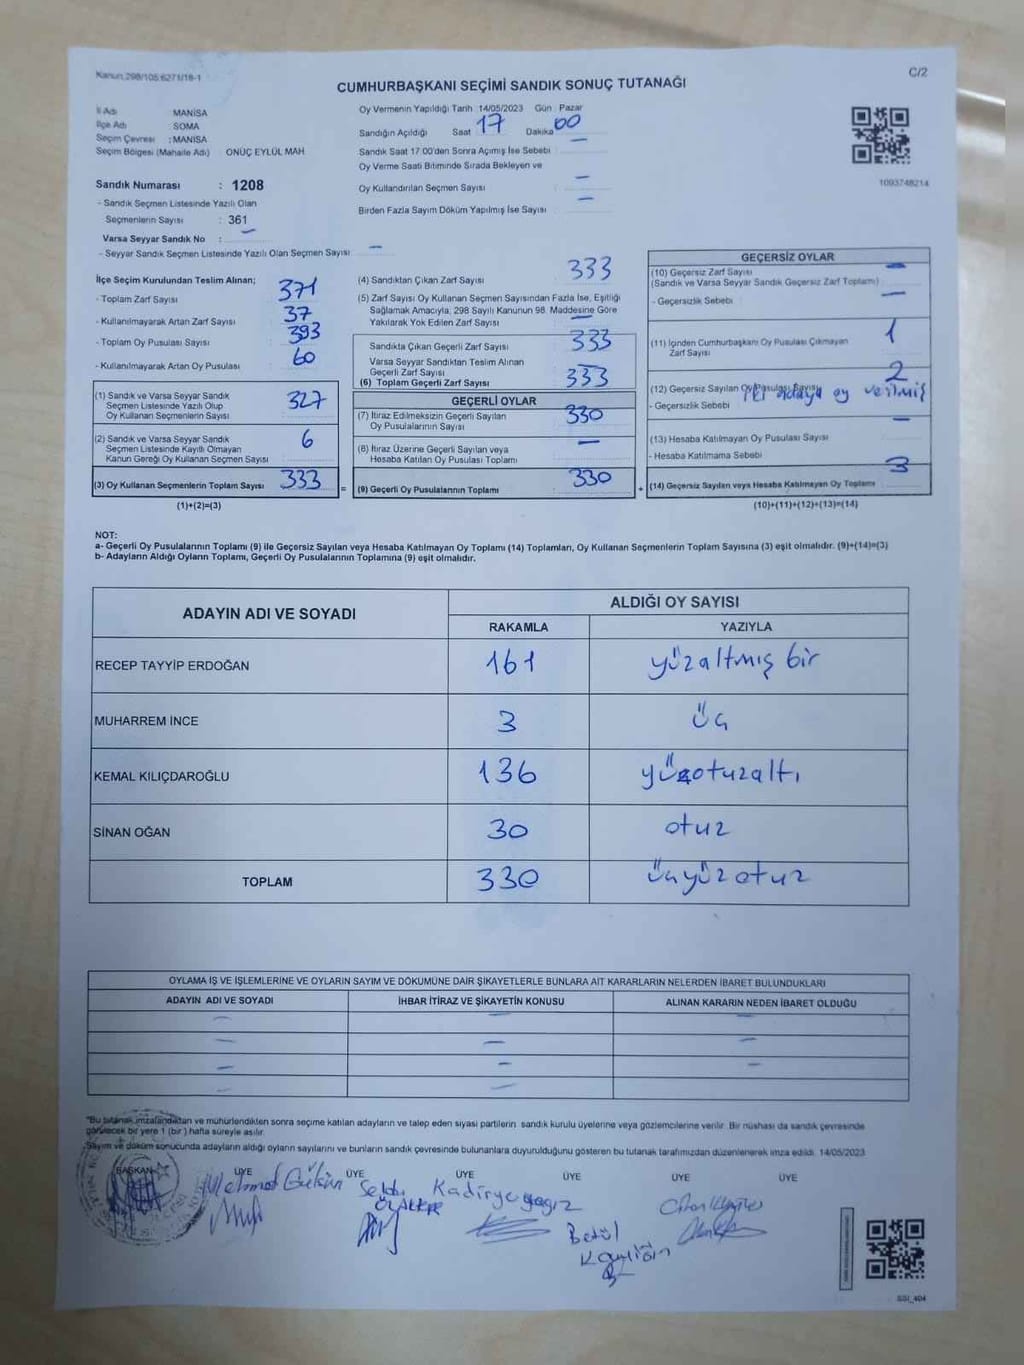 Kanun:298/105:6271/18-1
C/2
CUMHURBAŞKANI SEÇİMİ SANDIK SONUÇ TUTANAĞI
İl Adı MANİSA
İlçe Adı SOMA
Seçim Çevresi : MANİSA
Seçim Bölgesi (Mahalle Adı) ONÜÇ EYLÜL MAH.
Oy Vermenin Yapıldığı Tarih 14/05/2023 Gün Pazar
Sandığın Açıldığı Saat 17 Dakika 00
Sandık Saat 17:00'den Sonra Açımış İse Sebebi : —
Oy Verme Saati Bitiminde Sırada Bekleyen ve
Oy Kullandırılan Seçmen Sayısı : —
Birden Fazla Sayım Döküm Yapılmış İse Sayısı : —
1093748214
Sandık Numarası : 1208
- Sandık Seçmen Listesinde Yazılı Olan
Seçmenlerin Sayısı : 361
Varsa Seyyar Sandık No : —
- Seyyar Sandık Seçmen Listesinde Yazılı Olan Seçmen Sayısı : —
İlçe Seçim Kurulundan Teslim Alınan;
- Toplam Zarf Sayısı 371
- Kullanılmayarak Artan Zarf Sayısı : 37
- Toplam Oy Pusulası Sayısı 393
- Kullanılmayarak Artan Oy Pusulası : 60
(1) Sandık ve Varsa Seyyar Sandık
Seçmen Listesinde Yazılı Olup
Oy Kullanan Seçmenlerin Sayısı : 327
(2) Sandık ve Varsa Seyyar Sandık
Seçmen Listesinde Kayıtlı Olmayan
Kanun Gereği Oy Kullanan Seçmen Sayısı : 6
(3) Oy Kullanan Seçmenlerin Toplam Sayısı : 333
(1)+(2)=(3)
(4) Sandıktan Çıkan Zarf Sayısı 333
(5) Zarf Sayısı Oy Kullanan Seçmen Sayısından Fazla İse, Eşitliği
Sağlamak Amacıyla, 298 Sayılı Kanunun 98. Maddesine Göre
Yakılarak Yok Edilen Zarf Sayısı —
Sandıkta Çıkan Geçerli Zarf Sayısı 333
Varsa Seyyar Sandıktan Teslim Alınan
Geçerli Zarf Sayısı
(6) Toplam Geçerli Zarf Sayısı 333
GEÇERLİ OYLAR
(7) İtiraz Edilmeksizin Geçerli Sayılan
Oy Pusulalarının Sayısı : 330
(8) İtiraz Üzerine Geçerli Sayılan veya
Hesaba Katılan Oy Pusulası Toplamı —
= (9) Geçerli Oy Pusulalarının Toplamı : 330
GEÇERSİZ OYLAR
(10) Geçersiz Zarf Sayısı —
(Sandık ve Varsa Seyyar Sandık Geçersiz Zarf Toplamı)
- Geçersizlik Sebebi : —
(11) İçinden Cumhurbaşkanı Oy Pusulası Çıkmayan
Zarf Sayısı 1
(12) Geçersiz Sayılan Oy Pusulası Sayısı 2
- Geçersizlik Sebebi iki adaya oy verilmiş
(13) Hesaba Katılmayan Oy Pusulası Sayısı —
- Hesaba Katılmama Sebebi
+ (14) Geçersiz Sayılan veya Hesaba Katılmayan Oy Toplamı : 3
(10)+(11)+(12)+(13)=(14)
NOT:
a- Geçerli Oy Pusulalarının Toplamı (9) ile Geçersiz Sayılan veya Hesaba Katılmayan Oy Toplamı (14) Toplamları, Oy Kullanan Seçmenlerin Toplam Sayısına (3) eşit olmalıdır. (9)+(14)=(3)
b- Adayların Aldığı Oyların Toplamı, Geçerli Oy Pusulalarının Toplamına (9) eşit olmalıdır.
ADAYIN ADI VE SOYADI ALDIĞI OY SAYISI
RAKAMLA YAZIYLA
RECEP TAYYİP ERDOĞAN 161 yüzaltmış bir
MUHARREM İNCE 3 üç
KEMAL KILIÇDAROĞLU 136 yüzotuzaltı
SİNAN OĞAN 30 otuz
TOPLAM 330 üçyüz otuz
OYLAMA İŞ VE İŞLEMLERİNE VE OYLARIN SAYIM VE DÖKÜMÜNE DAİR ŞİKAYETLERLE BUNLARA AİT KARARLARIN NELERDEN İBARET BULUNDUKLARI
ADAYIN ADI VE SOYADI İHBAR İTİRAZ VE ŞİKAYETİN KONUSU ALINAN KARARIN NEDEN İBARET OLDUĞU
— — —
— — —
— — —
— —
*Bu tutanak imzalandıktan ve mühürlendikten sonra seçime katılan adayların ve talep eden siyasi partilerin sandık kurulu üyelerine veya gözlemcilerine verilir. Bir nüshası da sandık çevresinde
görülecek bir yere 1 (bir) hafta süreyle asılır.
Sayım ve döküm sonucunda adayların aldığı oyların sayılarını ve bunların sandık çevresinde bulunanlara duyurulduğunu gösteren bu tutanak tarafımızdan düzenlenerek imza edildi. 14/05/2023
BAŞKAN ÜYE ÜYE ÜYE ÜYE ÜYE ÜYE
Mehmet Gülsün
Betül
SSI_404